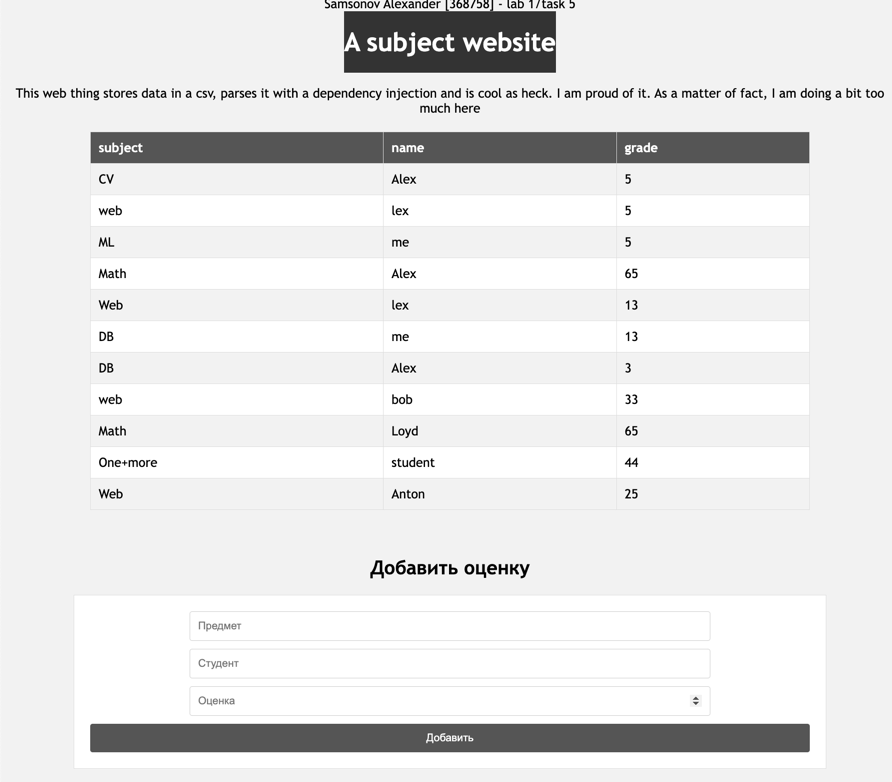 Samsonov Alexander [368758] - lab 1/task 5
A subject website
This web thing stores data in a csv, parses it with a dependency injection and is cool as heck. I am proud of it. As a matter of fact, I am doing a bit too
much here
subject name grade
CV Alex 5
web lex 5
ML me 5
Math Alex 65
Web lex 13
DB me 13
DB Alex 3
web bob 33
Math Loyd 65
One+more student 44
Web Anton 25
Добавить оценку
Предмет
Студент
Оценка
Добавить